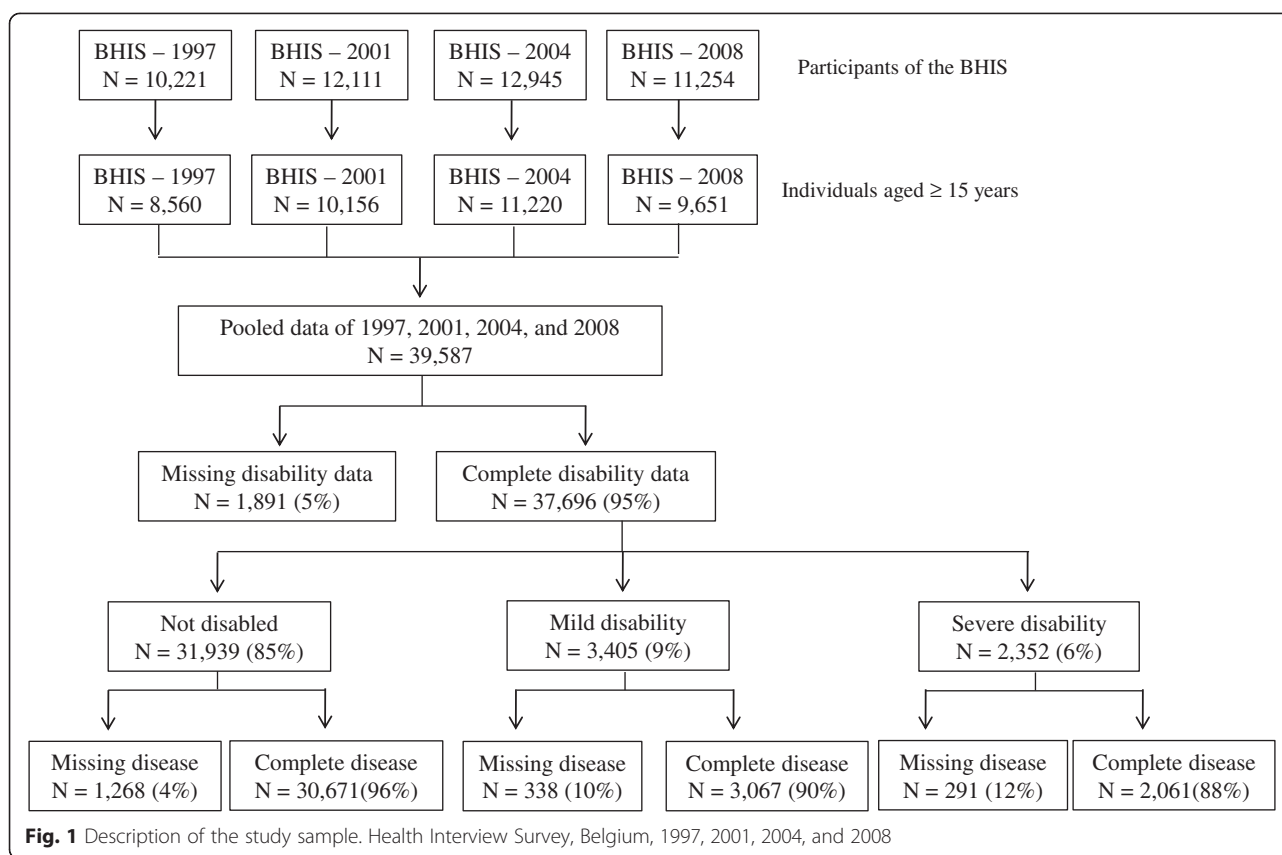 BHIS – 1997
N = 10,221
BHIS – 2001
N = 12,111
BHIS – 2004
N = 12,945
BHIS – 2008
N = 11,254
Participants of the BHIS
BHIS – 1997
N = 8,560
BHIS – 2001
N = 10,156
BHIS – 2004
N = 11,220
BHIS – 2008
N = 9,651
Individuals aged ≥ 15 years
Pooled data of 1997, 2001, 2004, and 2008
N = 39,587
Missing disability data
N = 1,891 (5%)
Complete disability data
N = 37,696 (95%)
Not disabled
N = 31,939 (85%)
Mild disability
N = 3,405 (9%)
Severe disability
N = 2,352 (6%)
Missing disease
N = 1,268 (4%)
Complete disease
N = 30,671(96%)
Missing disease
N = 338 (10%)
Complete disease
N = 3,067 (90%)
Missing disease
N = 291 (12%)
Complete disease
N = 2,061(88%)
Fig. 1 Description of the study sample. Health Interview Survey, Belgium, 1997, 2001, 2004, and 2008